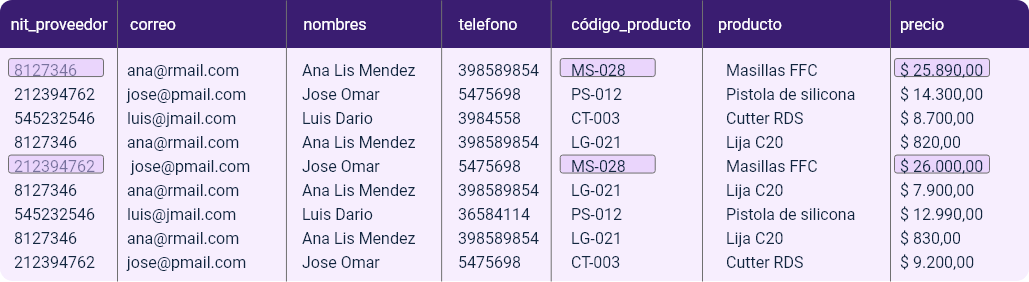 nit_proveedor correo nombres telefono código_producto producto precio
8127346 ana@rmail.com Ana Lis Mendez 398589854 MS-028 Masillas FFC $ 25.890,00
212394762 jose@pmail.com Jose Omar 5475698 PS-012 Pistola de silicona $ 14.300,00
545232546 luis@jmail.com Luis Dario 3984558 CT-003 Cutter RDS $ 8.700,00
8127346 ana@rmail.com Ana Lis Mendez 398589854 LG-021 Lija C20 $ 820,00
212394762 jose@pmail.com Jose Omar 5475698 MS-028 Masillas FFC $ 26.000,00
8127346 ana@rmail.com Ana Lis Mendez 398589854 LG-021 Lija C20 $ 7.900,00
545232546 luis@jmail.com Luis Dario 36584114 PS-012 Pistola de silicona $ 12.990,00
8127346 ana@rmail.com Ana Lis Mendez 398589854 LG-021 Lija C20 $ 830,00
212394762 jose@pmail.com Jose Omar 5475698 CT-003 Cutter RDS $ 9.200,00